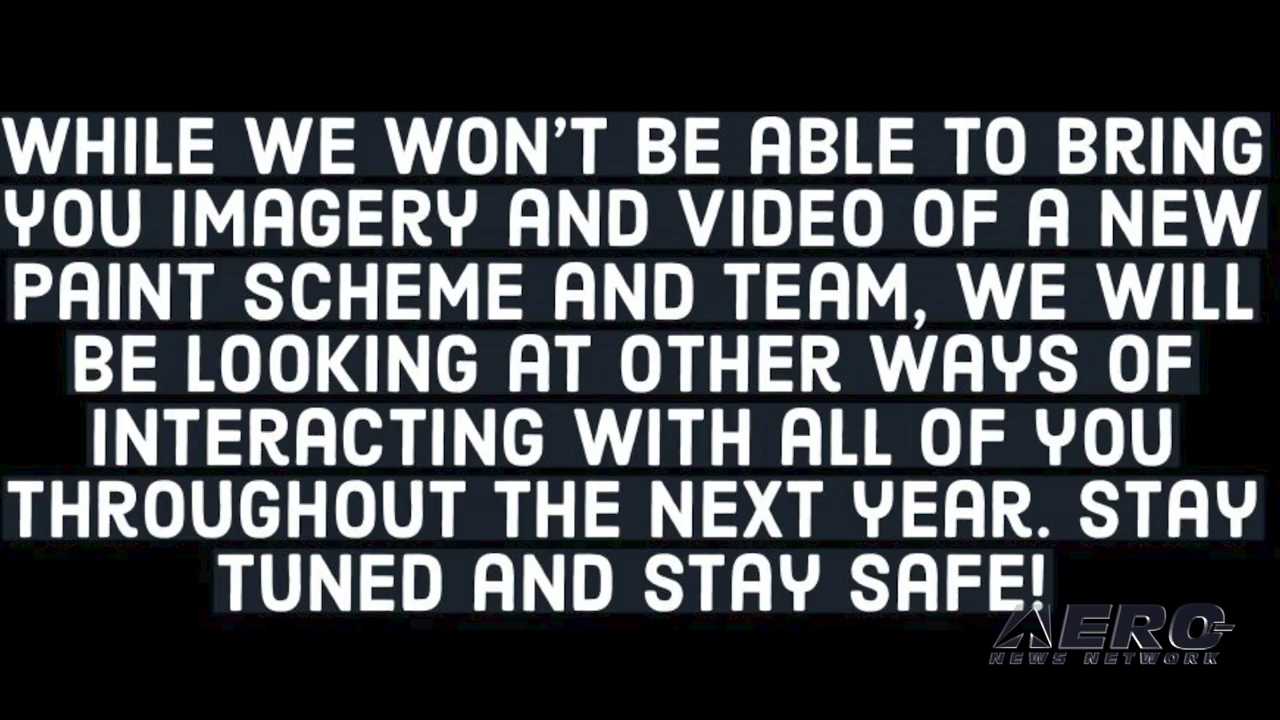 WHILE WE WON’T BE ABLE TO BRING
YOU IMAGERY AND VIDEO OF A NEW
PAINT SCHEME AND TEAM, WE WILL
BE LOOKING AT OTHER WAYS OF
INTERACTING WITH ALL OF YOU
THROUGHOUT THE NEXT YEAR. STAY
TUNED AND STAY SAFE!
AERO
NEWS NETWORK